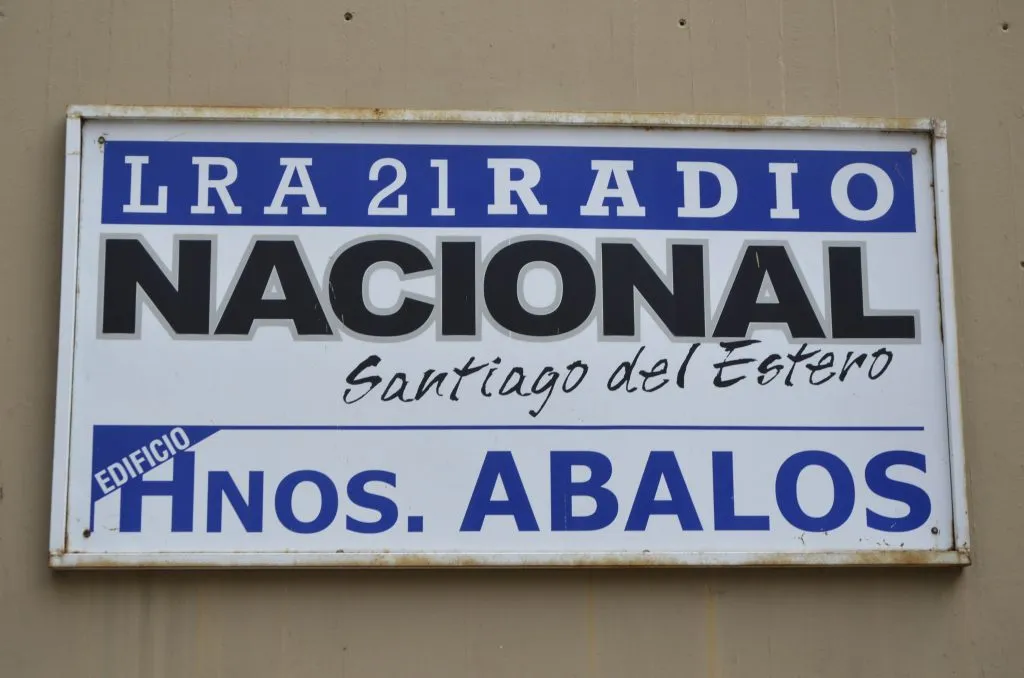 LRA 21 RADIO
NACIONAL
Santiago del Estero
EDIFICIO
HNOS. ABALOS